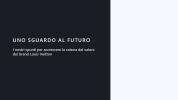 UNO SGUARDO AL FUTURO
I nostri spunti per accrescere la catena del valore
del brand Louis Vuitton